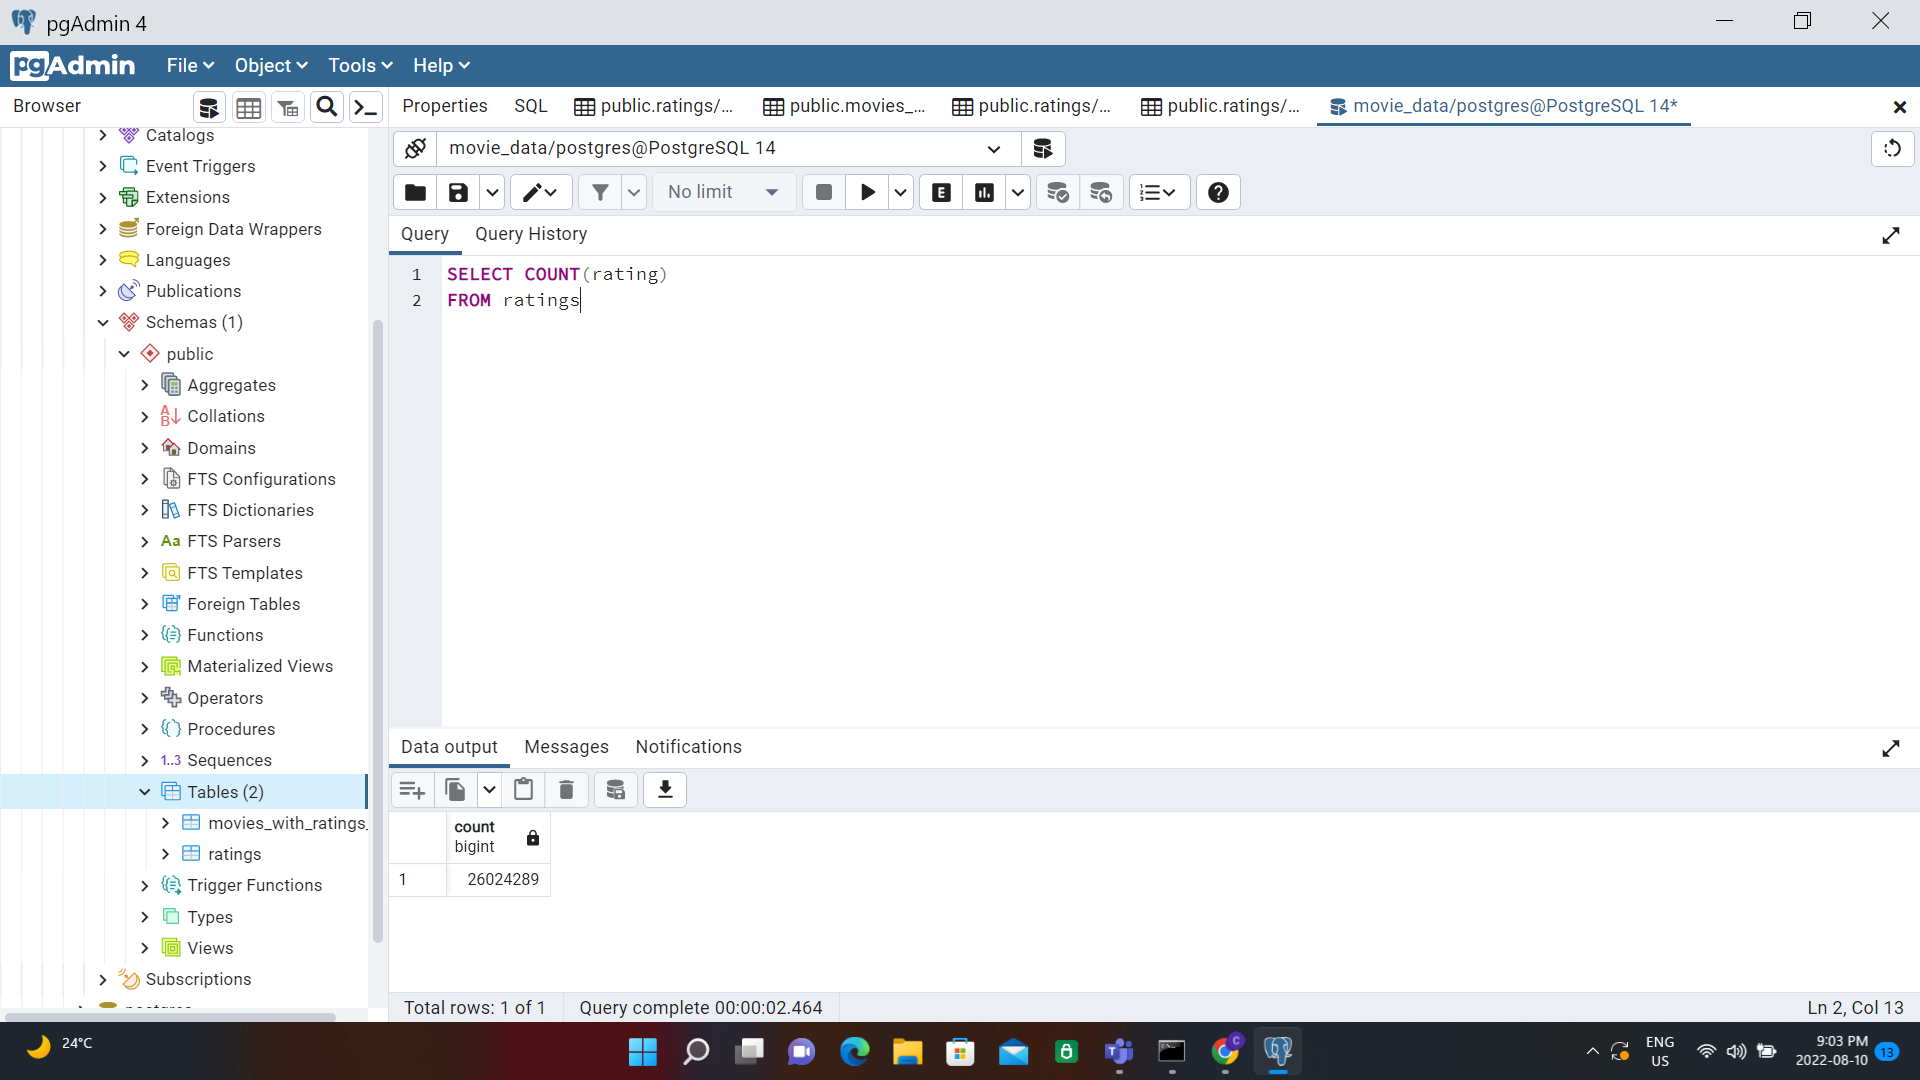 pgAdmin 4
pgAdmin File Object Tools Help
Browser
Properties SQL public.ratings/... public.movies_... public.ratings/... public.ratings/... movie_data/postgres@PostgreSQL 14*
Catalogs
Event Triggers
Extensions
Foreign Data Wrappers
Languages
Publications
Schemas (1)
public
Aggregates
Collations
Domains
FTS Configurations
FTS Dictionaries
Aa FTS Parsers
FTS Templates
Foreign Tables
Functions
Materialized Views
Operators
Procedures
1..3 Sequences
Tables (2)
movies_with_ratings_
ratings
Trigger Functions
Types
Views
Subscriptions
movie_data/postgres@PostgreSQL 14
No limit
E
Query Query History
1 SELECT COUNT(rating)
2 FROM ratings
Data output Messages Notifications
count
bigint
1 26024289
Total rows: 1 of 1 Query complete 00:00:02.464 Ln 2, Col 13
24°C
C
ENG
US
9:03 PM
2022-08-10
13